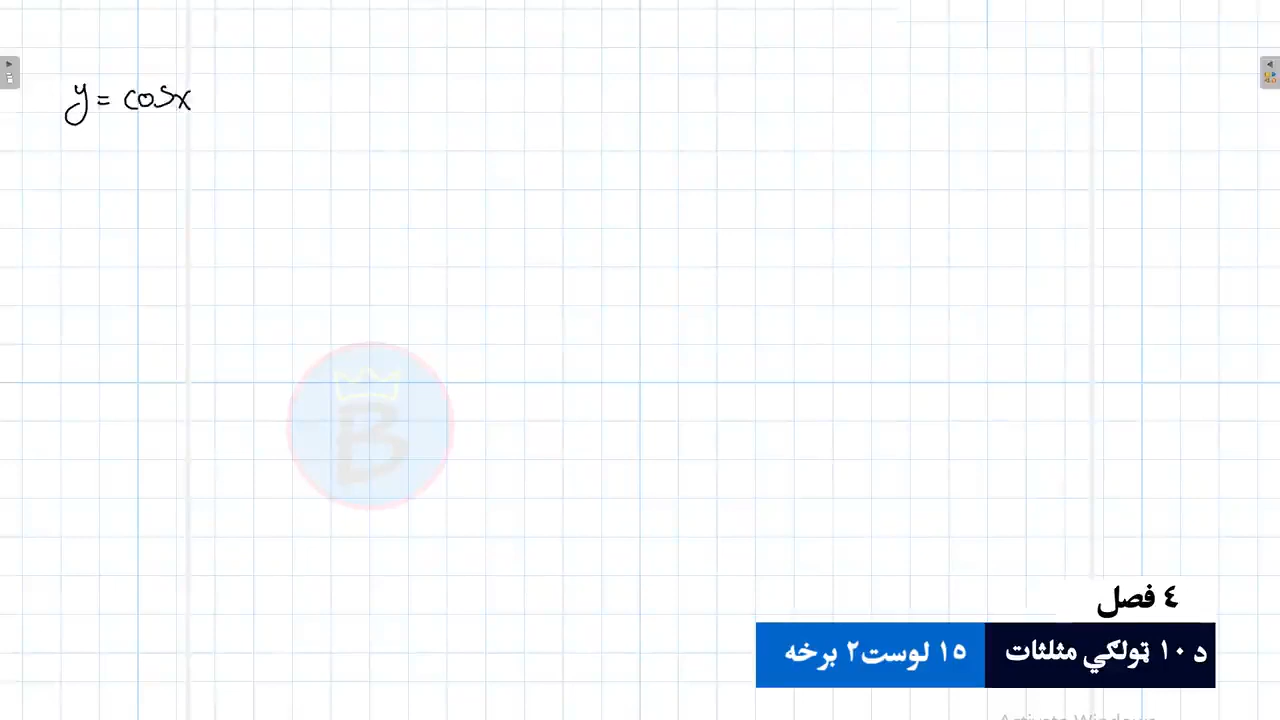 y = cosx
B
٤ فصل
د ١٠ ټولګي مثلثات
١٥ لوست٢ برخه